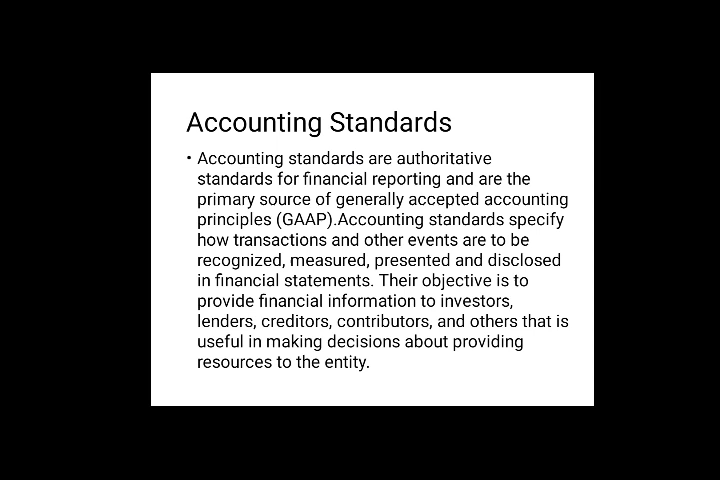 Accounting Standards
• Accounting standards are authoritative
standards for financial reporting and are the
primary source of generally accepted accounting
principles (GAAP).Accounting standards specify
how transactions and other events are to be
recognized, measured, presented and disclosed
in financial statements. Their objective is to
provide financial information to investors,
lenders, creditors, contributors, and others that is
useful in making decisions about providing
resources to the entity.